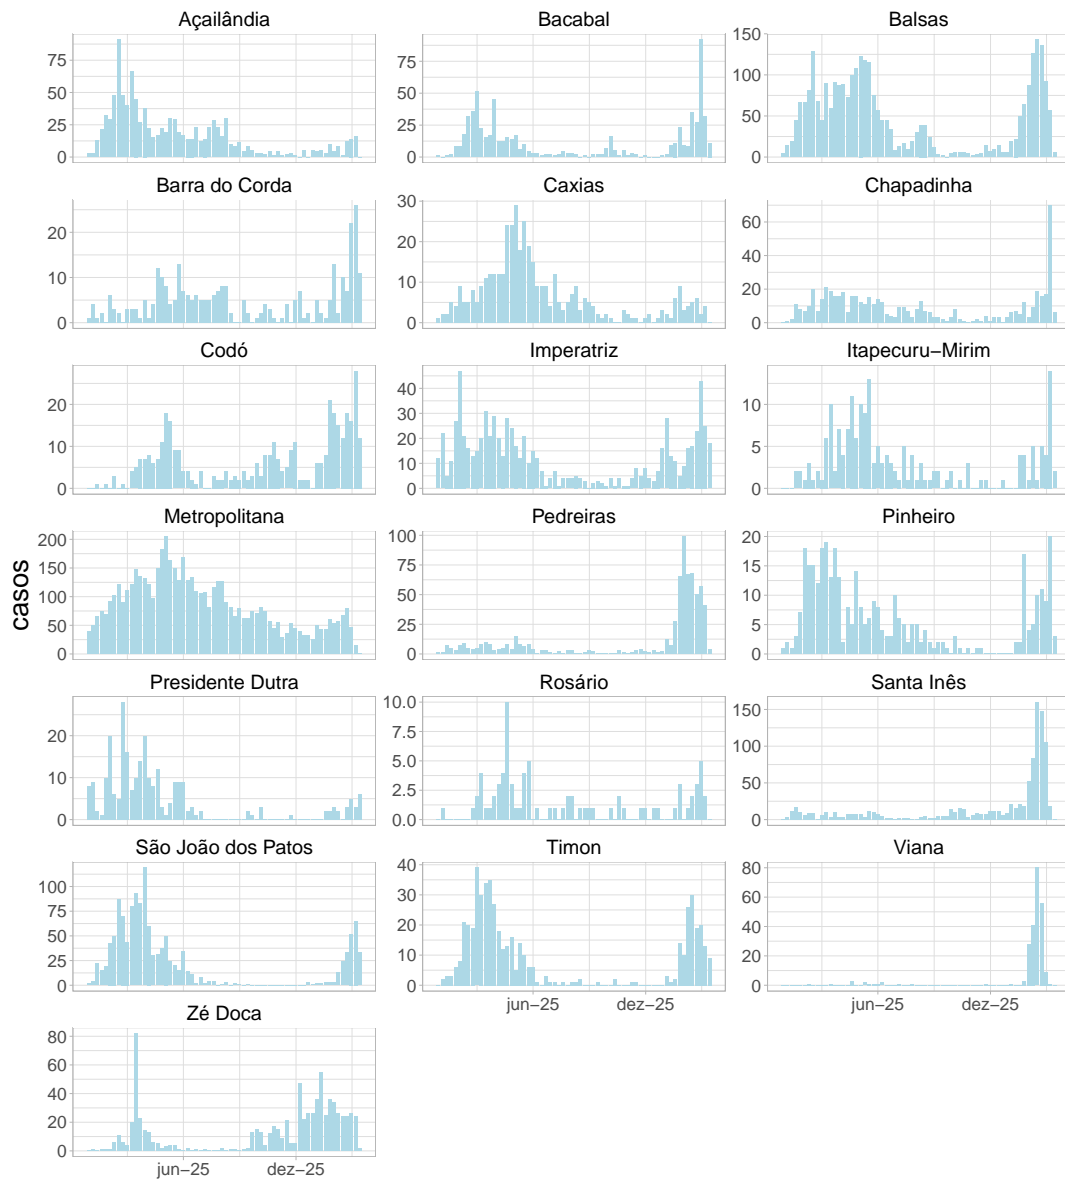 Açailândia Bacabal Balsas
75 50 25 0
75 50 25 0
150 100 50 0
Barra do Corda Caxias Chapadinha
20 10 0
30 20 10 0
60 40 20 0
Codó Imperatriz Itapecuru−Mirim
20 10 0
40 30 20 10 0
10 5 0
Metropolitana Pedreiras Pinheiro
200 150 100 50 0
100 75 50 25 0
20 15 10 5 0
casos
Presidente Dutra Rosário Santa Inês
20 10 0
10.0 7.5 5.0 2.5 0.0
150 100 50 0
São João dos Patos Timon Viana
100 75 50 25 0
40 30 20 10 0
80 60 40 20 0
jun−25 dez−25 jun−25 dez−25
Zé Doca
80 60 40 20 0
jun−25 dez−25